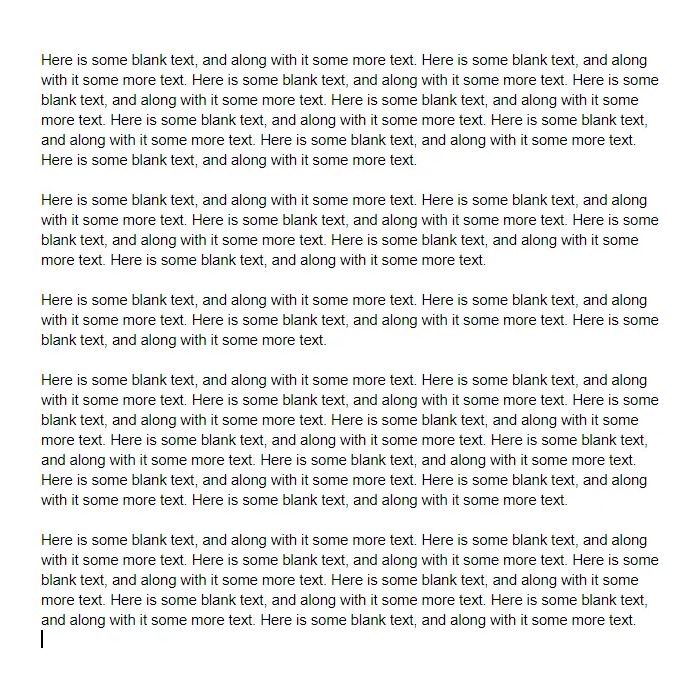 Here is some blank text, and along with it some more text. Here is some blank text, and along
with it some more text. Here is some blank text, and along with it some more text. Here is some
blank text, and along with it some more text. Here is some blank text, and along with it some
more text. Here is some blank text, and along with it some more text. Here is some blank text,
and along with it some more text. Here is some blank text, and along with it some more text.
Here is some blank text, and along with it some more text.

Here is some blank text, and along with it some more text. Here is some blank text, and along
with it some more text. Here is some blank text, and along with it some more text. Here is some
blank text, and along with it some more text. Here is some blank text, and along with it some
more text. Here is some blank text, and along with it some more text.

Here is some blank text, and along with it some more text. Here is some blank text, and along
with it some more text. Here is some blank text, and along with it some more text. Here is some
blank text, and along with it some more text.

Here is some blank text, and along with it some more text. Here is some blank text, and along
with it some more text. Here is some blank text, and along with it some more text. Here is some
blank text, and along with it some more text. Here is some blank text, and along with it some
more text. Here is some blank text, and along with it some more text. Here is some blank text,
and along with it some more text. Here is some blank text, and along with it some more text.
Here is some blank text, and along with it some more text. Here is some blank text, and along
with it some more text. Here is some blank text, and along with it some more text.

Here is some blank text, and along with it some more text. Here is some blank text, and along
with it some more text. Here is some blank text, and along with it some more text. Here is some
blank text, and along with it some more text. Here is some blank text, and along with it some
more text. Here is some blank text, and along with it some more text. Here is some blank text,
and along with it some more text. Here is some blank text, and along with it some more text.